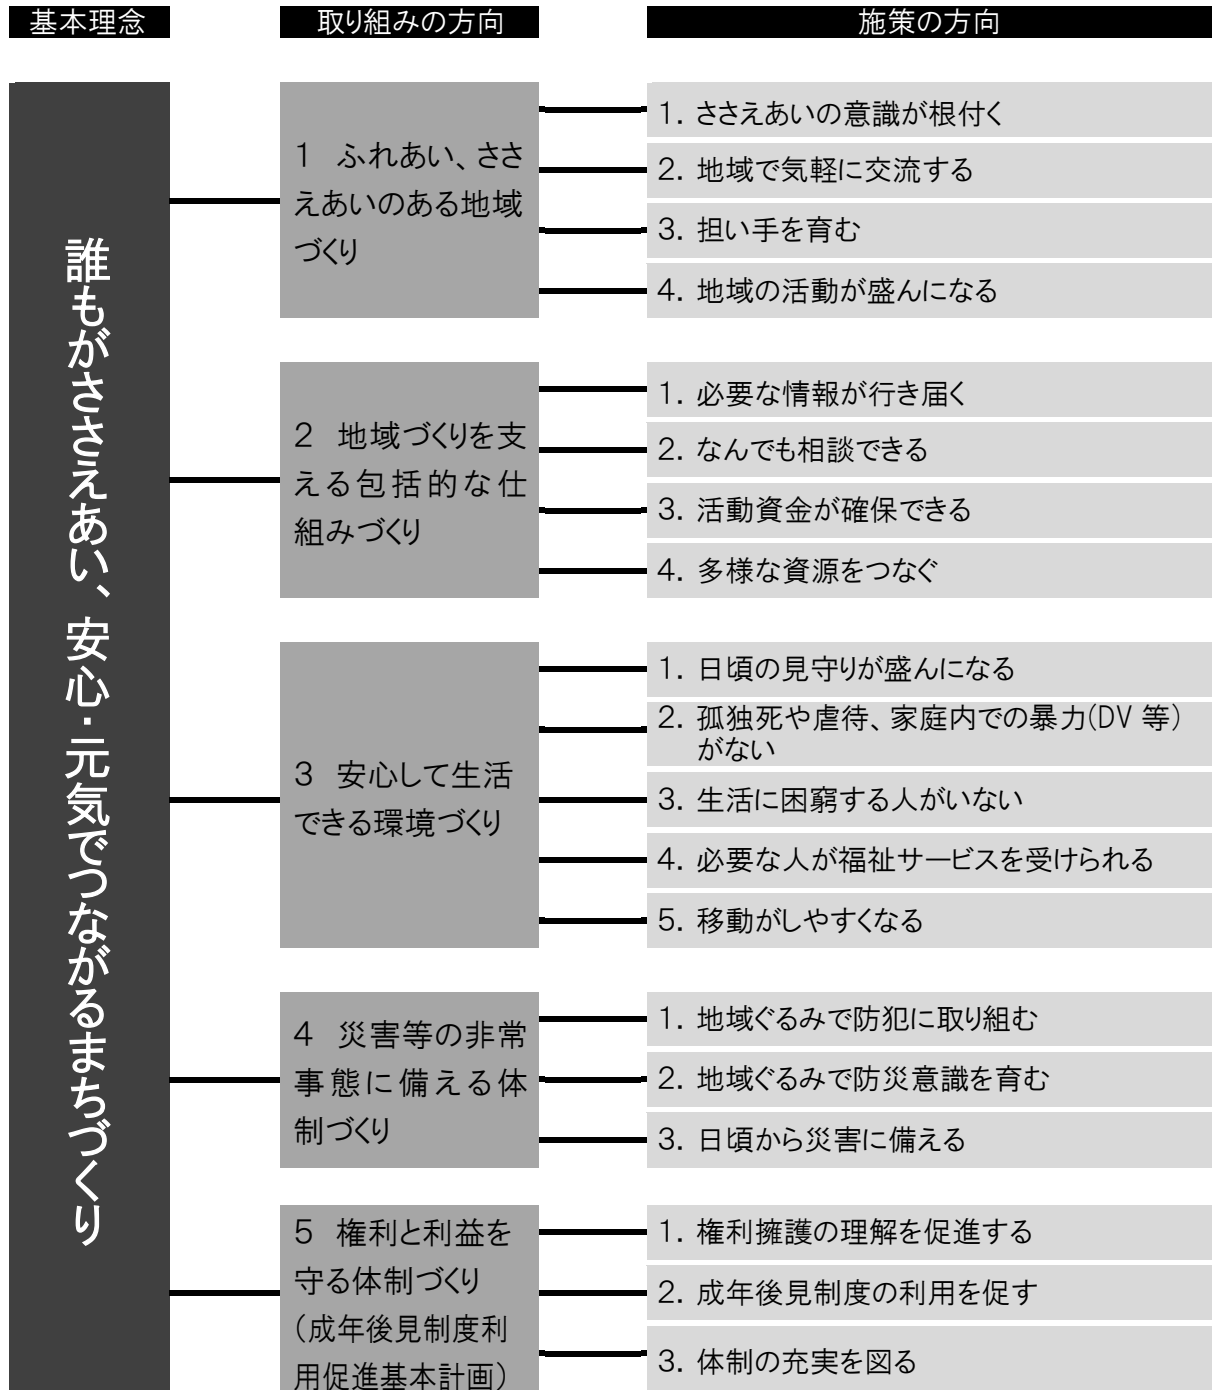 基本理念
取り組みの方向
施策の方向
誰もがささえあい、安心・元気でつながるまちづくり
1　ふれあい、ささ
えあいのある地域
づくり
1. ささえあいの意識が根付く
2. 地域で気軽に交流する
3. 担い手を育む
4. 地域の活動が盛んになる
2　地域づくりを支
える包括的な仕
組みづくり
1. 必要な情報が行き届く
2. なんでも相談できる
3. 活動資金が確保できる
4. 多様な資源をつなぐ
3　安心して生活
できる環境づくり
1. 日頃の見守りが盛んになる
2. 孤独死や虐待、家庭内での暴力(DV 等)
がない
3. 生活に困窮する人がいない
4. 必要な人が福祉サービスを受けられる
5. 移動がしやすくなる
4　災害等の非常
事態に備える体
制づくり
1. 地域ぐるみで防犯に取り組む
2. 地域ぐるみで防災意識を育む
3. 日頃から災害に備える
5　権利と利益を
守る体制づくり
（成年後見制度利
用促進基本計画）
1. 権利擁護の理解を促進する
2. 成年後見制度の利用を促す
3. 体制の充実を図る